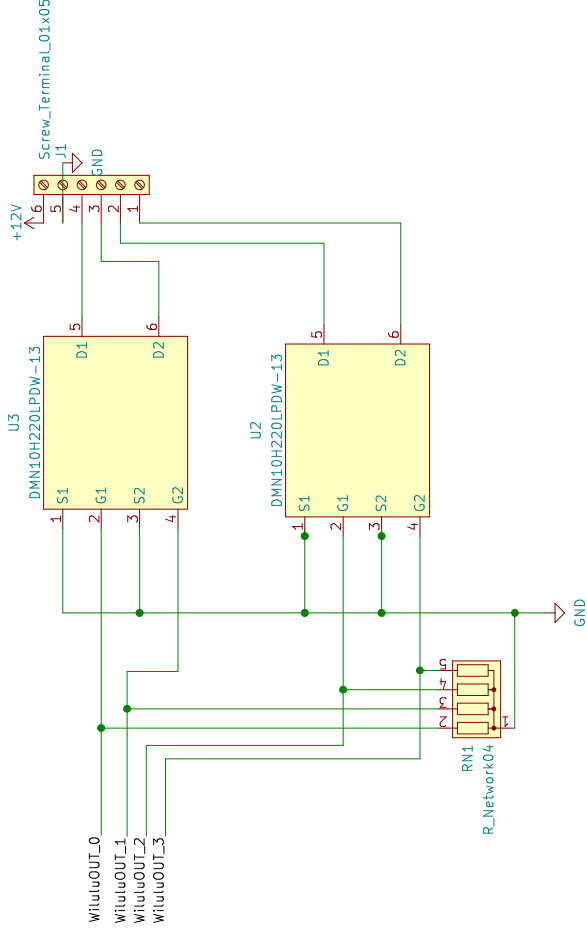 Screw_Terminal_01x05
J1
GND
+12V
6
5
4
3
2
1
5
6
D1
D2
U3
DMN10H220LPDW-13
S1
G1
S2
G2
1
2
3
4
5
6
D1
D2
U2
DMN10H220LPDW-13
S1
G1
S2
G2
1
2
3
4
GND
5
4
3
2
1
RN1
R_Network04
WiluluOUT_0
WiluluOUT_1
WiluluOUT_2
WiluluOUT_3